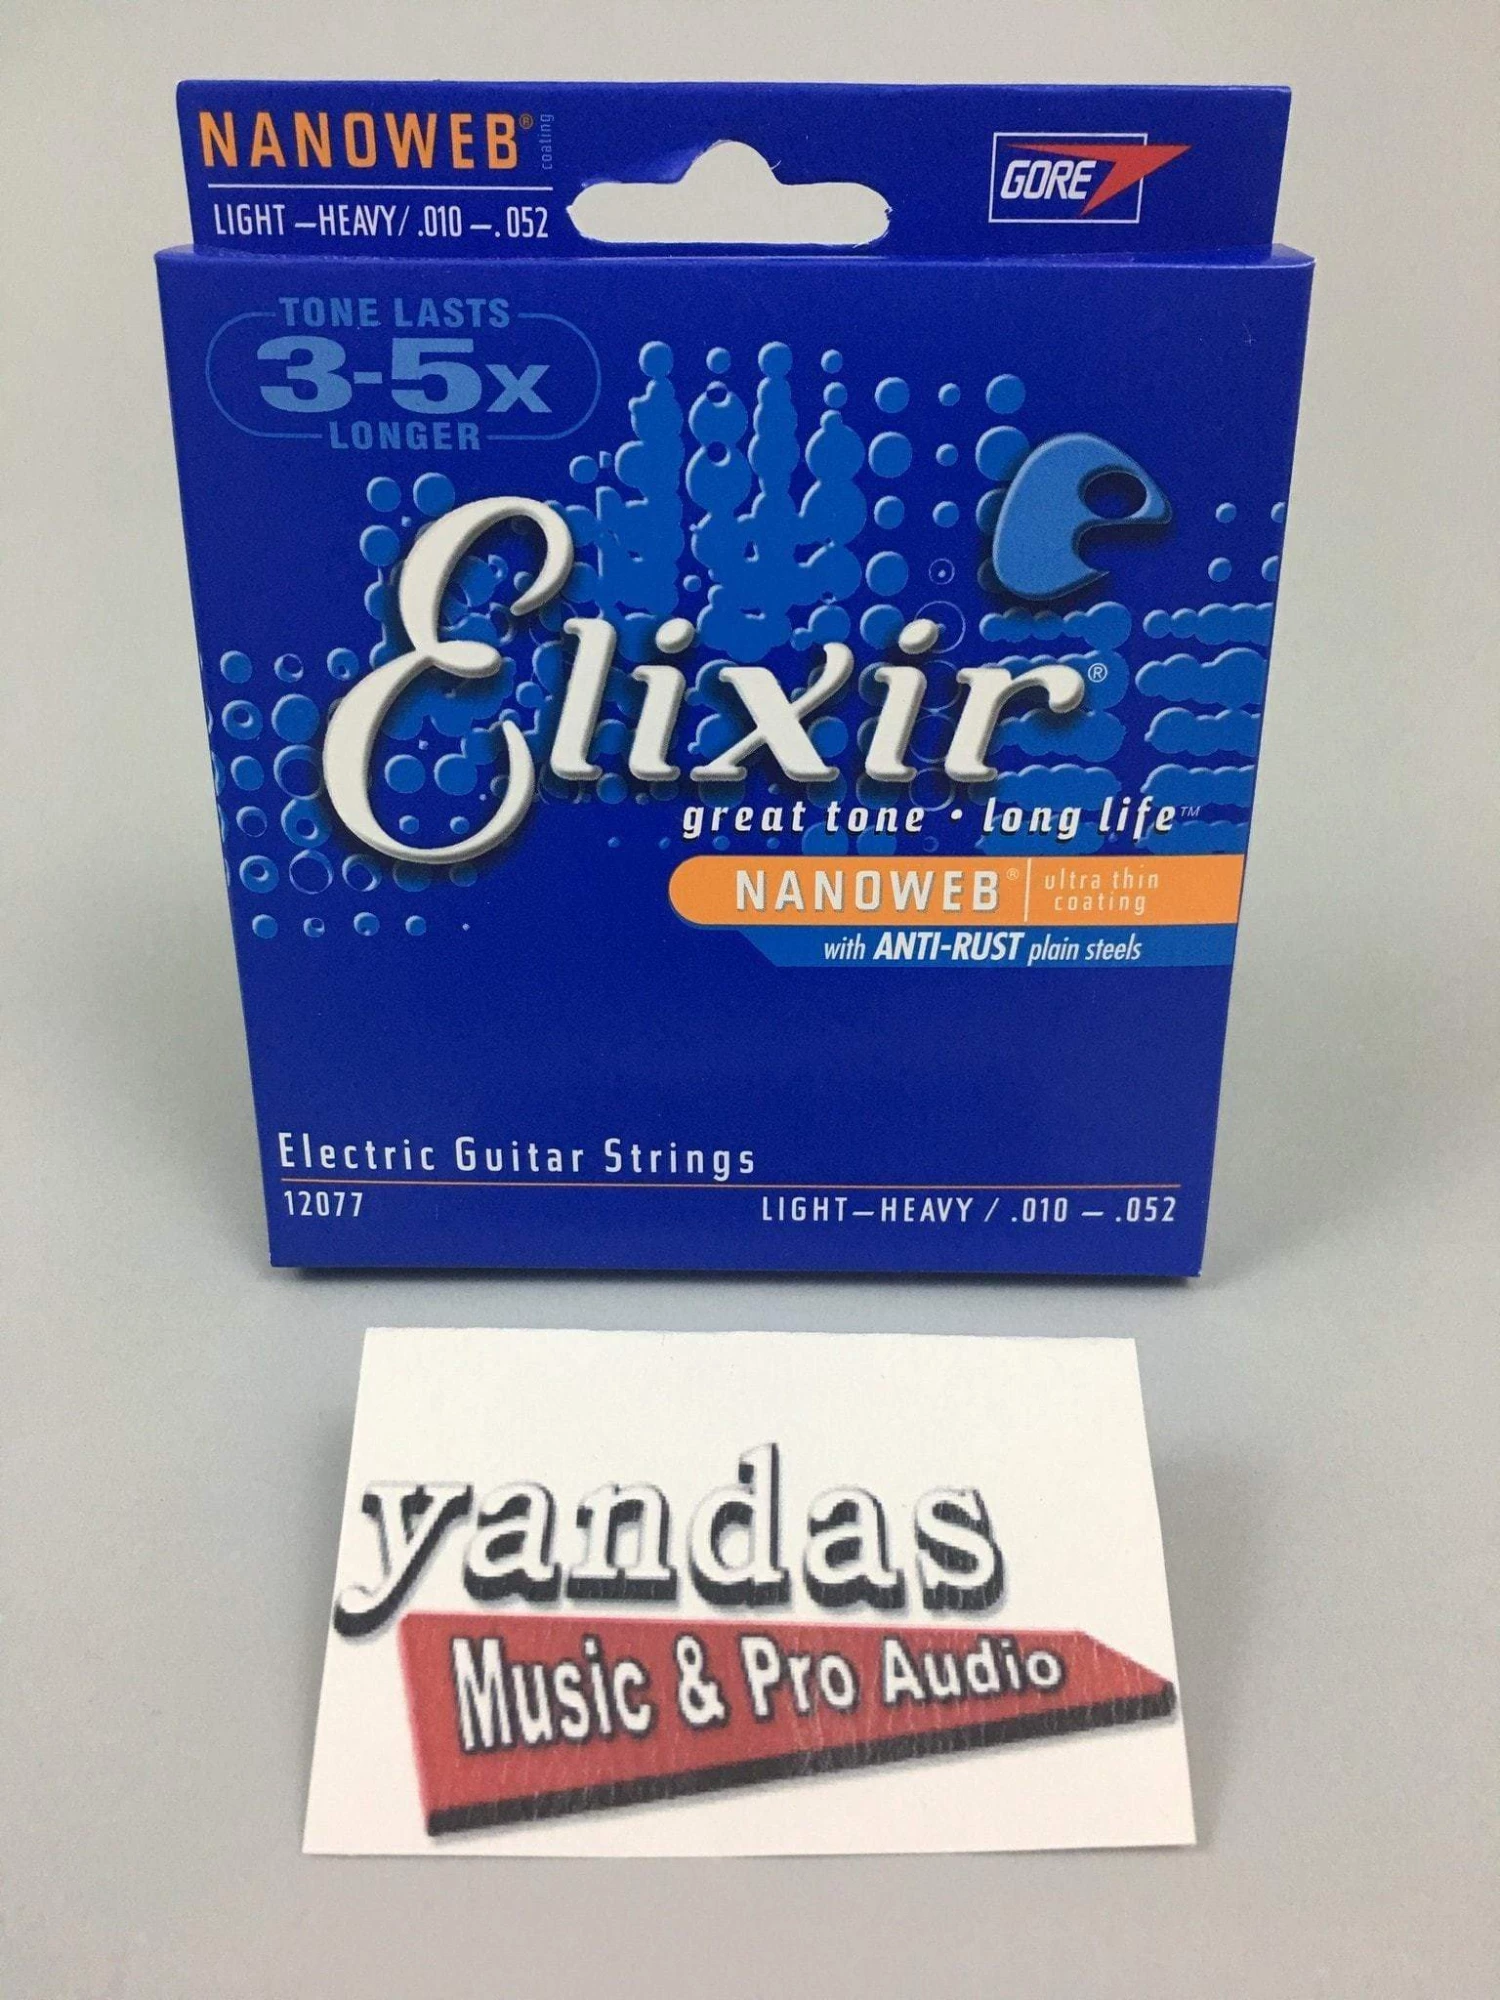 NANOWEB® coating
LIGHT –HEAVY/ .010 –. 052
GORE
TONE LASTS
3-5x
LONGER
e
Elixir®
great tone • long life™
NANOWEB® ultra thin
coating
with ANTI-RUST plain steels
Electric Guitar Strings
12077 LIGHT–HEAVY / .010 – .052
yandas
Music & Pro Audio